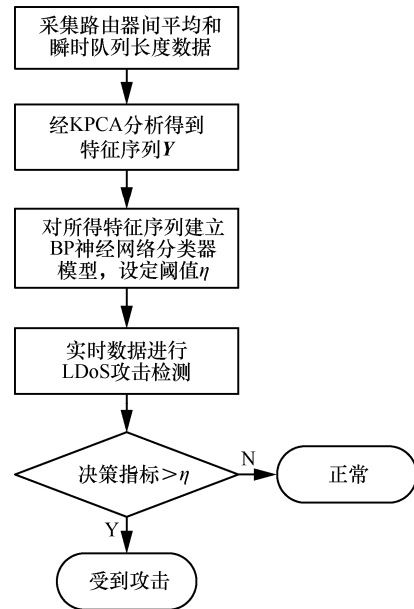 采集路由器间平均和
瞬时队列长度数据
经KPCA分析得到
特征序列Y
对所得特征序列建立
BP神经网络分类器
模型，设定阈值η
实时数据进行
LDoS攻击检测
决策指标＞η
N
正常
Y
受到攻击